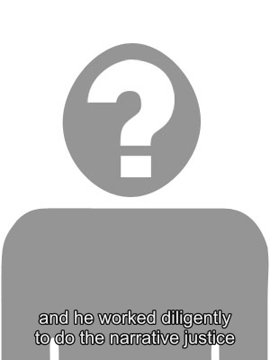 ?
and he worked diligently
to do the narrative justice